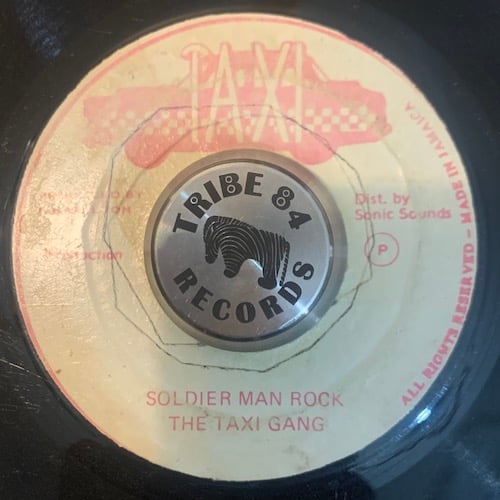 TAXI
Dist. by
Sonic Sounds
P
TRIBE 84
RECORDS
ALL RIGHTS RESERVED – MADE IN JAMAICA
SOLDIER MAN ROCK
THE TAXI GANG